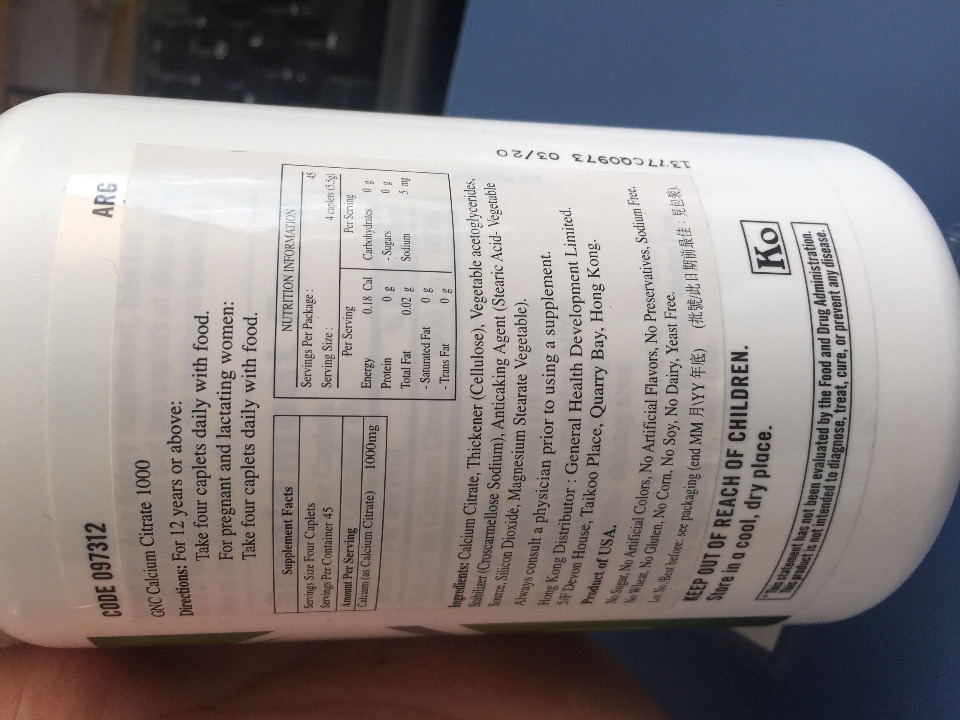 CODE 097312
ARG
GNC Calcium Citrate 1000
Directions: For 12 years or above:
Take four caplets daily with food.
For pregnant and lactating women:
Take four caplets daily with food.
Supplement Facts
Servings Size Four Caplets
Servings Per Container 45
Amount Per Serving
Calcium (as Calcium Citrate) 1000mg
NUTRITION INFORMATION
Servings Per Package : 45
Serving Size : 4 caplets (5.5g)
Per Serving Per Serving
Energy 0.18 Cal Carbohydrates 0 g
Protein 0 g - Sugars 0 g
Total Fat 0.02 g Sodium 5 mg
- Saturated Fat 0 g
- Trans Fat 0 g
Ingredients: Calcium Citrate, Thickener (Cellulose), Vegetable acetoglycerides,
Stabilizer (Croscarmellose Sodium), Anticaking Agent (Stearic Acid- Vegetable
Source, Silicon Dioxide, Magnesium Stearate Vegetable).
Always consult a physician prior to using a supplement.
Hong Kong Distributor : General Health Development Limited.
5/F Devon House, Taikoo Place, Quarry Bay, Hong Kong.
Product of USA.
No Sugar, No Artificial Colors, No Artificial Flavors, No Preservatives, Sodium Free,
No Wheat, No Gluten, No Corn, No Soy, No Dairy, Yeast Free.
Lot No./Best before: see packaging (end MM 月\YY 年底) (批號/此日期前最佳：見包裝)
KEEP OUT OF REACH OF CHILDREN.
Store in a cool, dry place.
Ko
*This statement has not been evaluated by the Food and Drug Administration.
This product is not intended to diagnose, treat, cure, or prevent any disease.
1377CQ0973 03/20